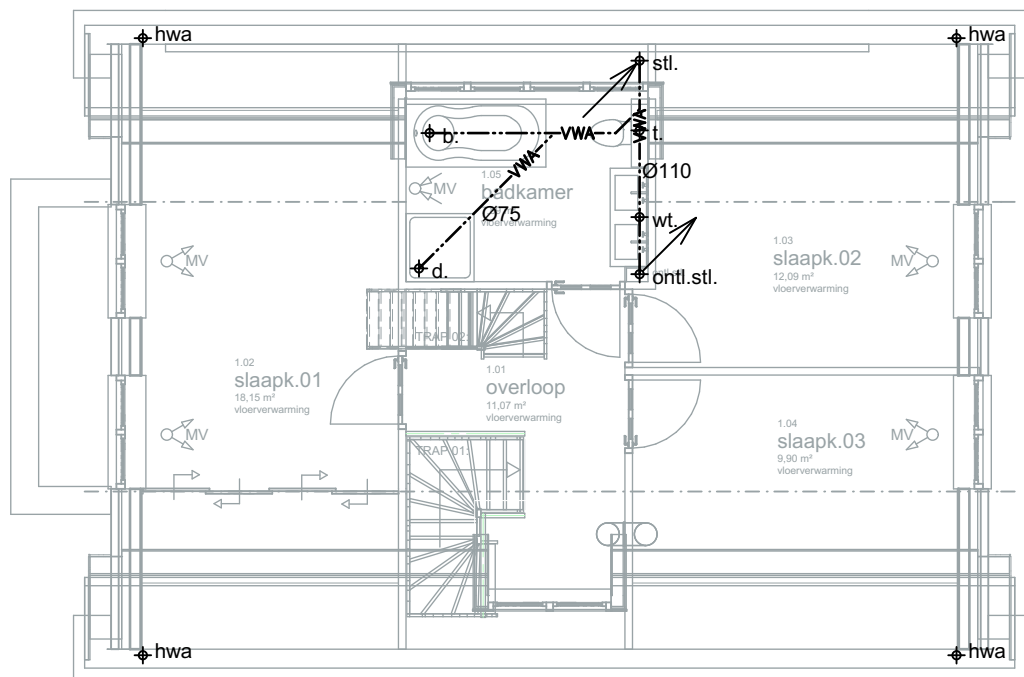 hwa
hwa
stl.
b.
VWA
VWA
t.
VWA
Ø110
1.05
badkamer
vloerverwarming
MV
Ø75
wt.
d.
ontl.stl.
MV
1.03
slaapk.02
12,09 m²
vloerverwarming
MV
TRAP 02:
1.02
slaapk.01
18,15 m²
vloerverwarming
1.01
overloop
11,07 m²
vloerverwarming
MV
1.04
slaapk.03
9,90 m²
vloerverwarming
MV
TRAP 01:
hwa
hwa